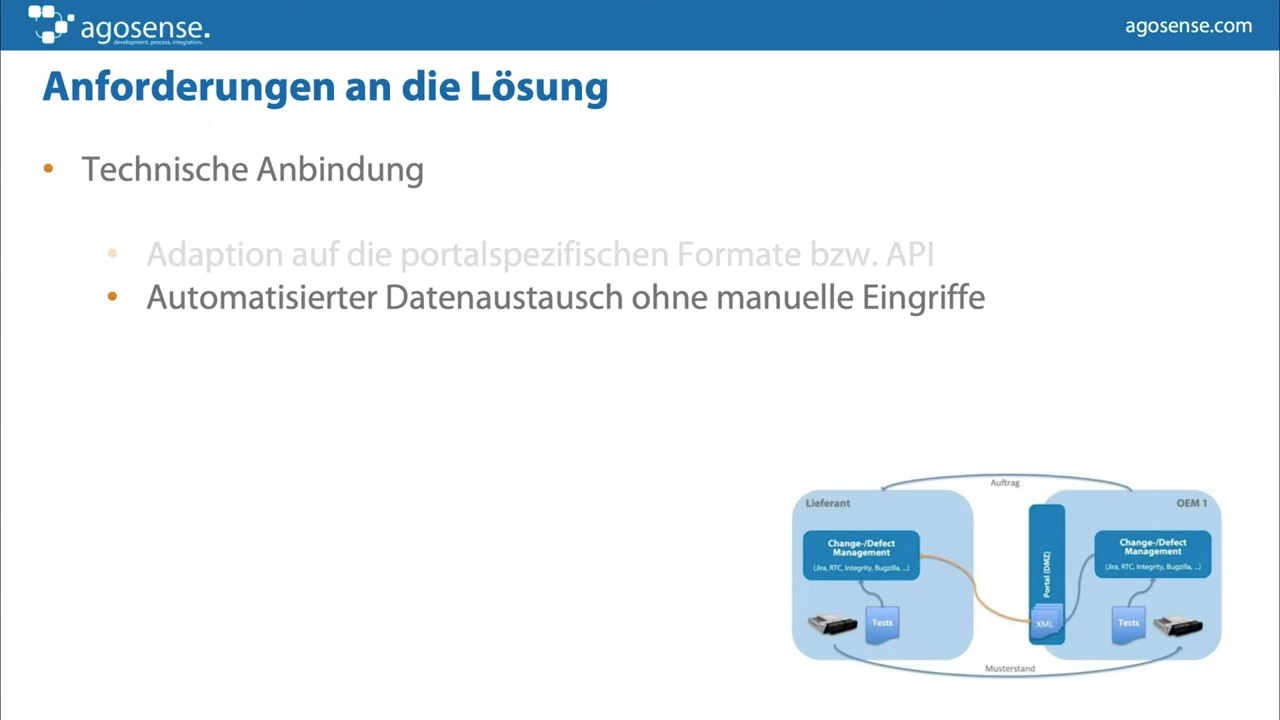 agosense.
development. process. integration.
agosense.com
Anforderungen an die Lösung
• Technische Anbindung
• Adaption auf die portalspezifischen Formate bzw. API
• Automatisierter Datenaustausch ohne manuelle Eingriffe
Auftrag
Lieferant
OEM 1
Change-/Defect
Management
(Jira, RTC, Integrity, Bugzilla, ...)
Tests
Portal (DMZ)
XML
Change-/Defect
Management
(Jira, RTC, Integrity, Bugzilla, ...)
Tests
Musterstand